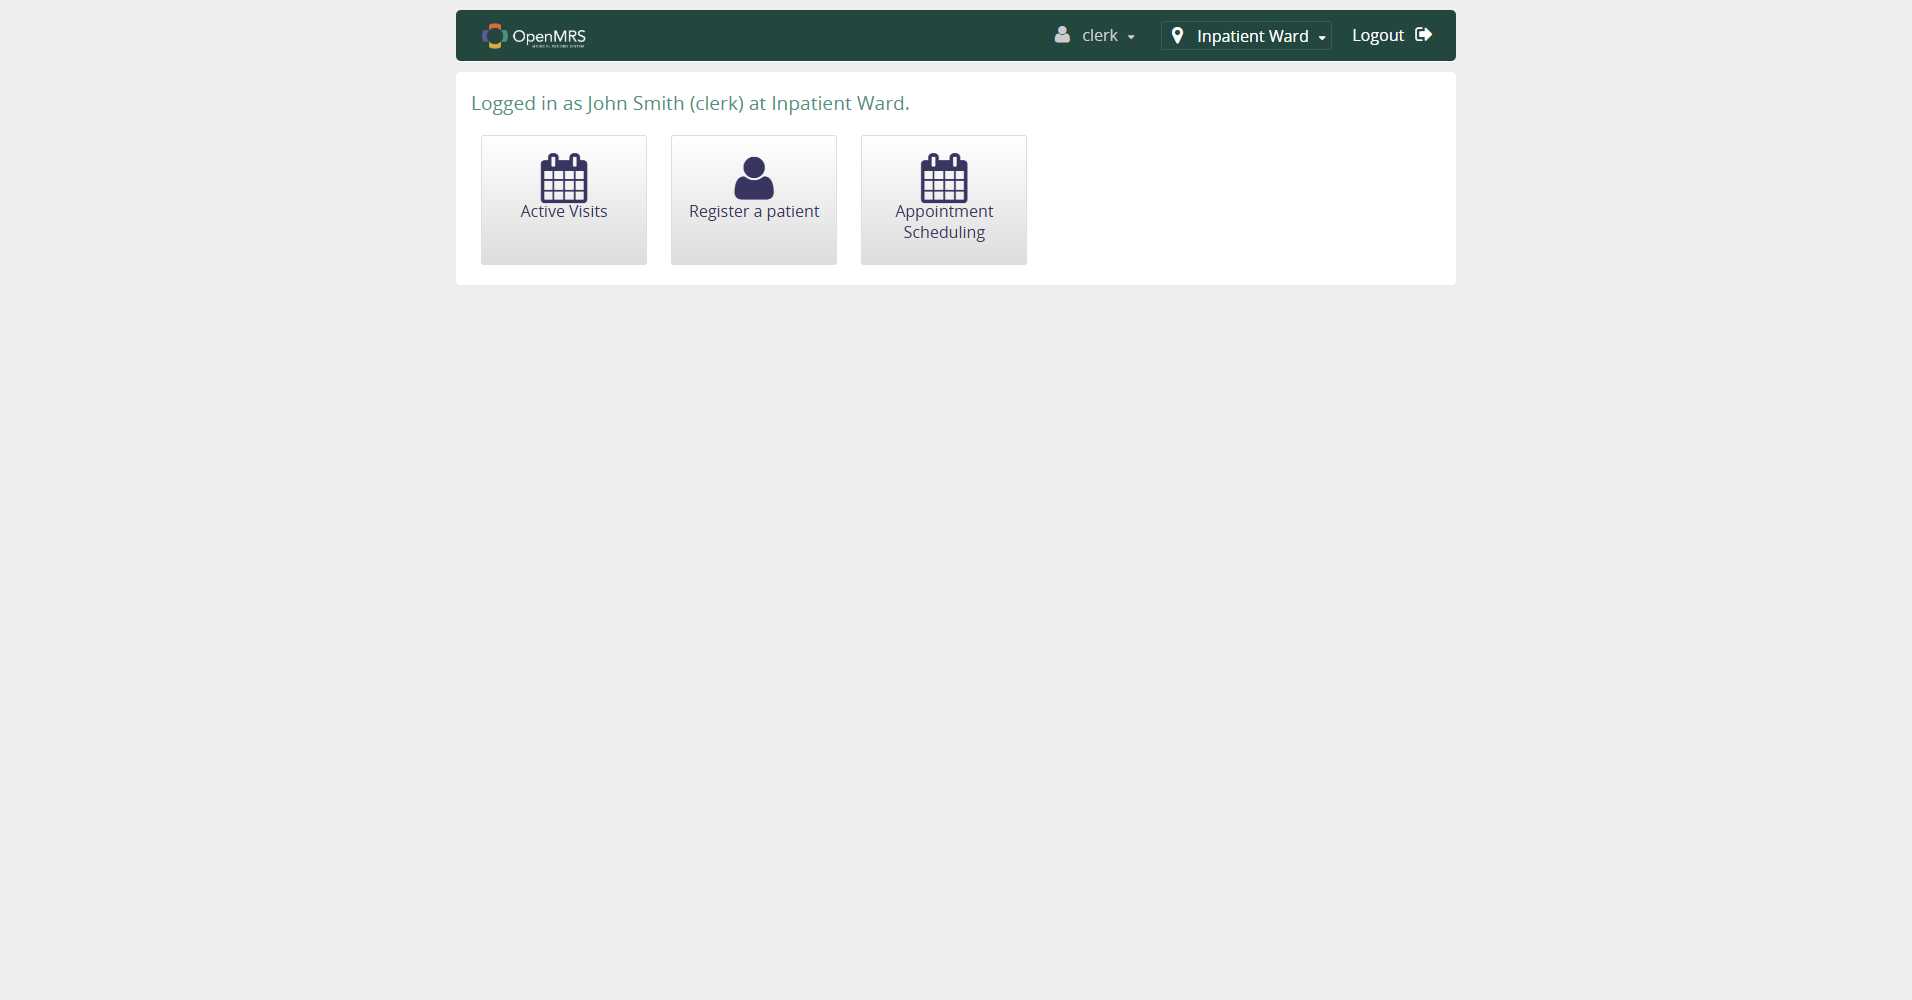 OpenMRS
clerk
Inpatient Ward
Logout
Logged in as John Smith (clerk) at Inpatient Ward.
Active Visits
Register a patient
Appointment
Scheduling